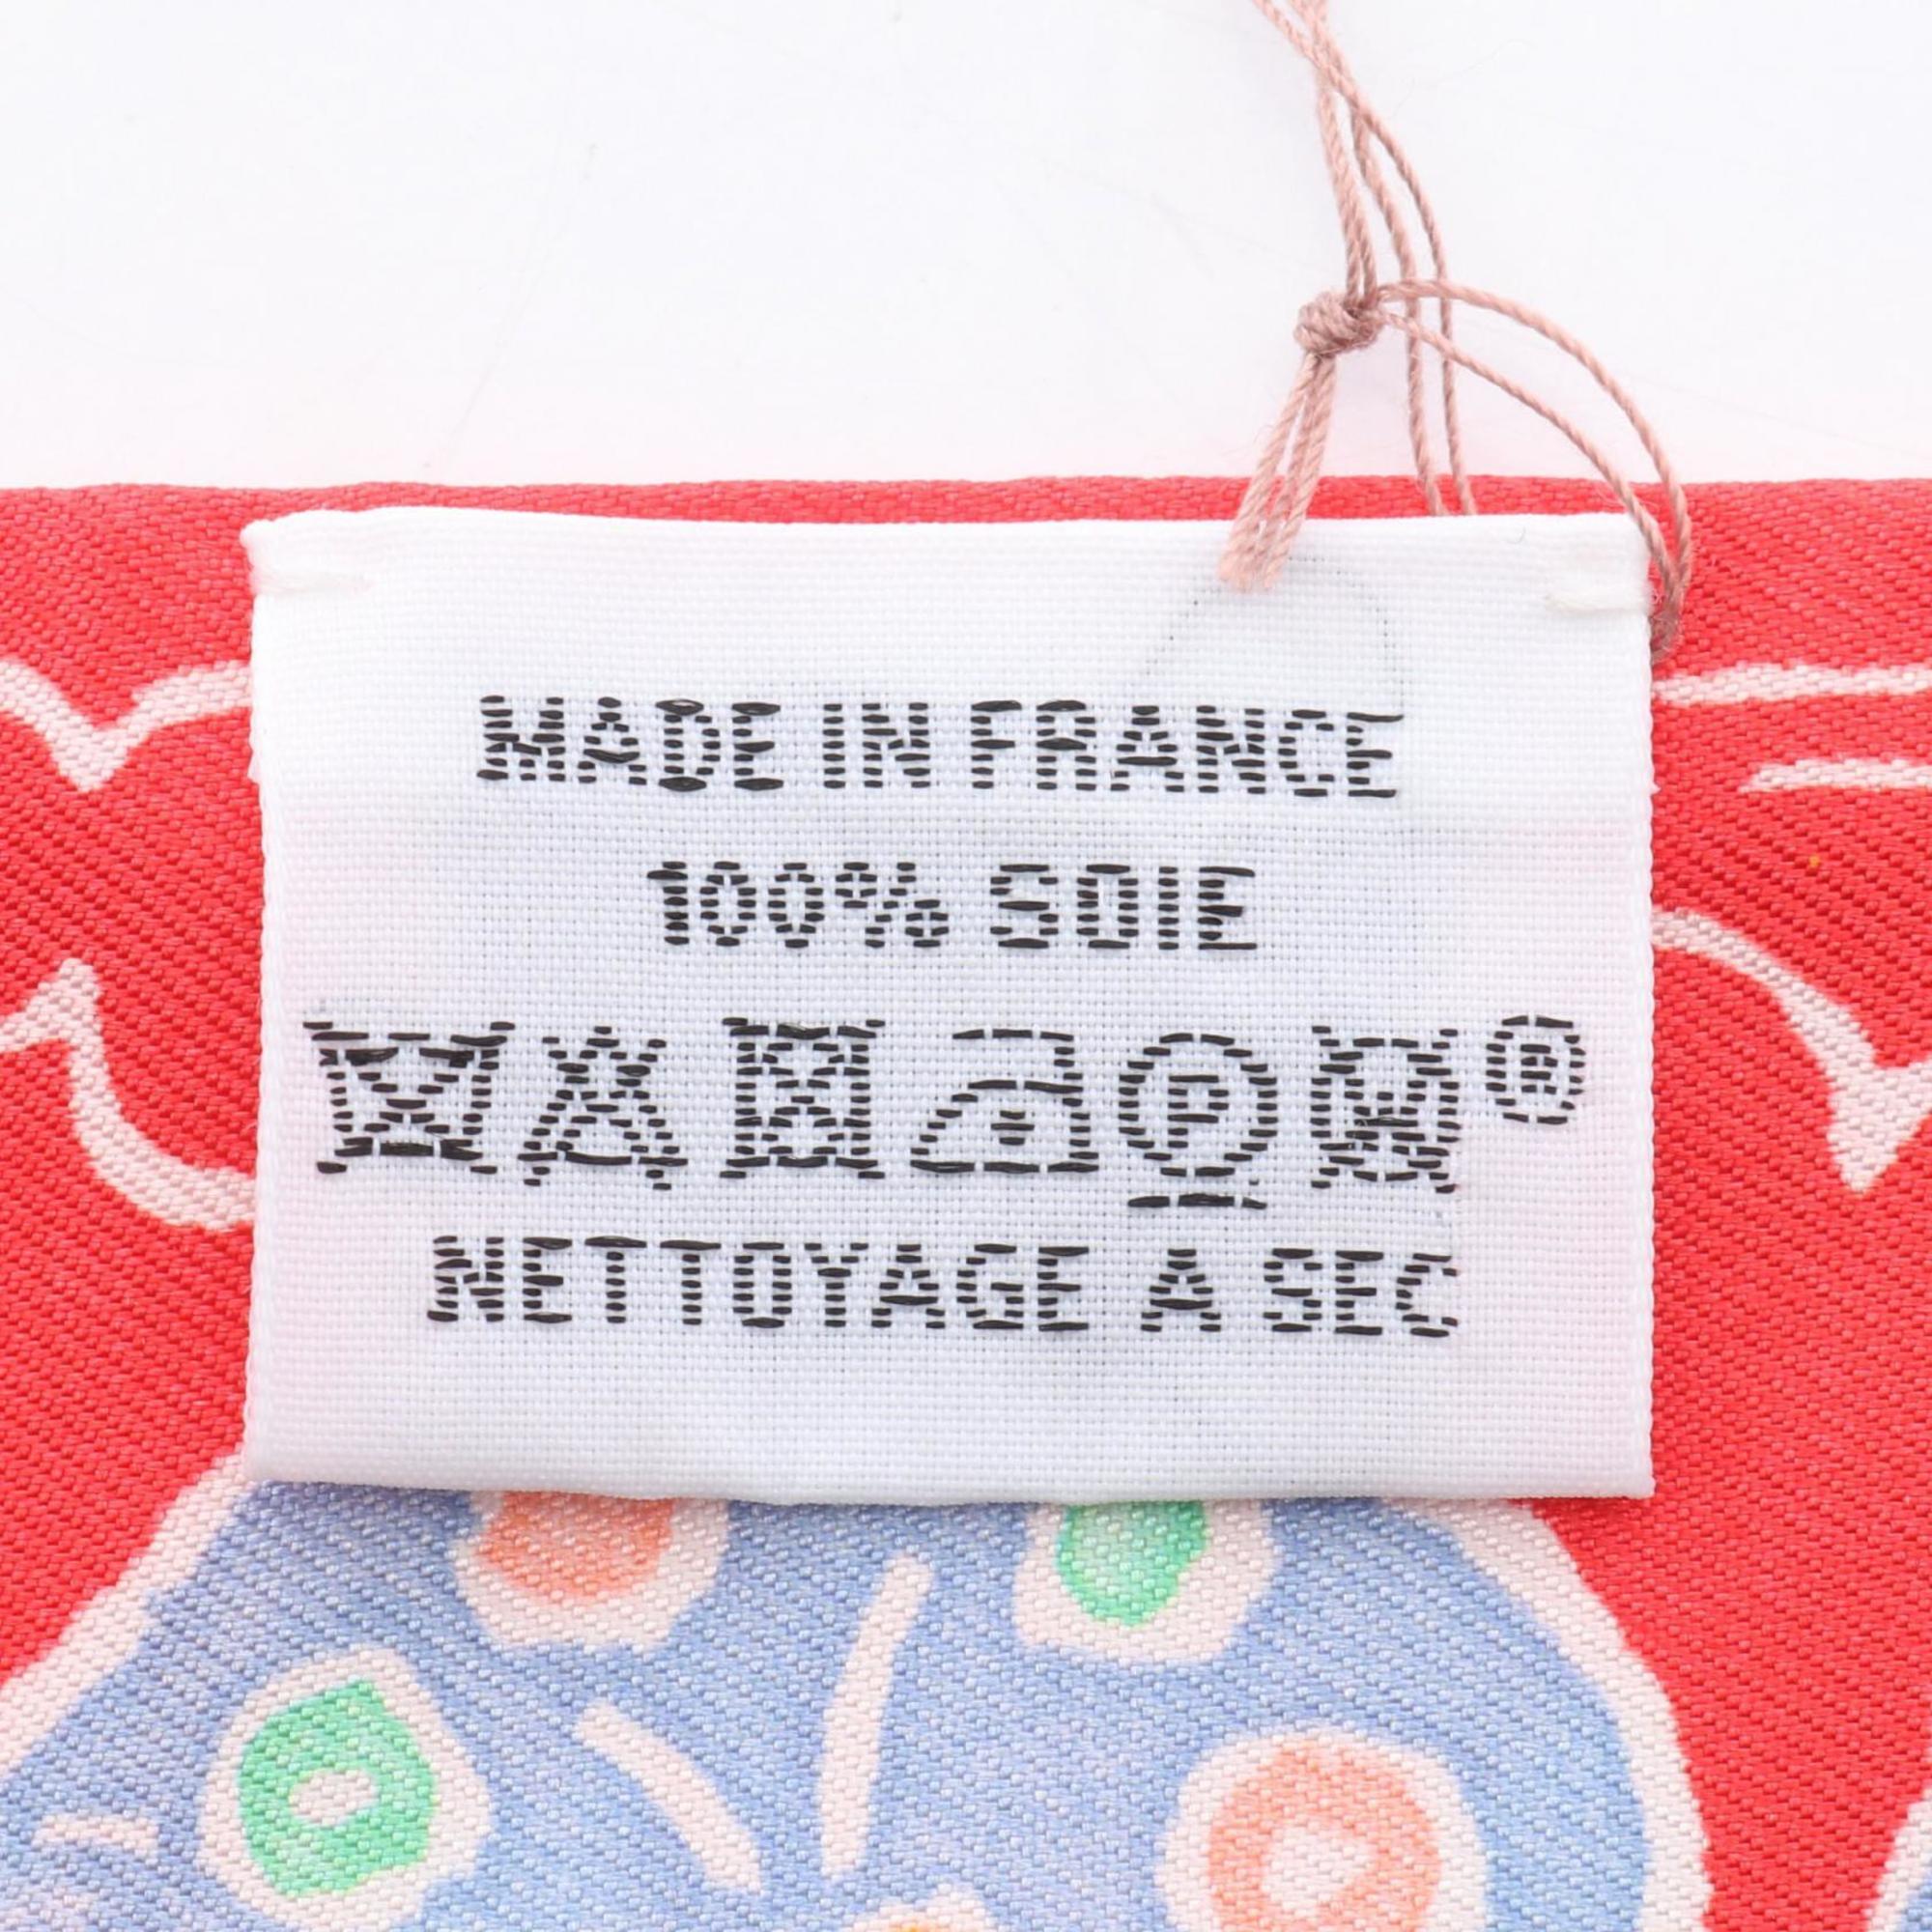 MADE IN FRANCE
100% SOIE
P ®
NETTOYAGE A SEC